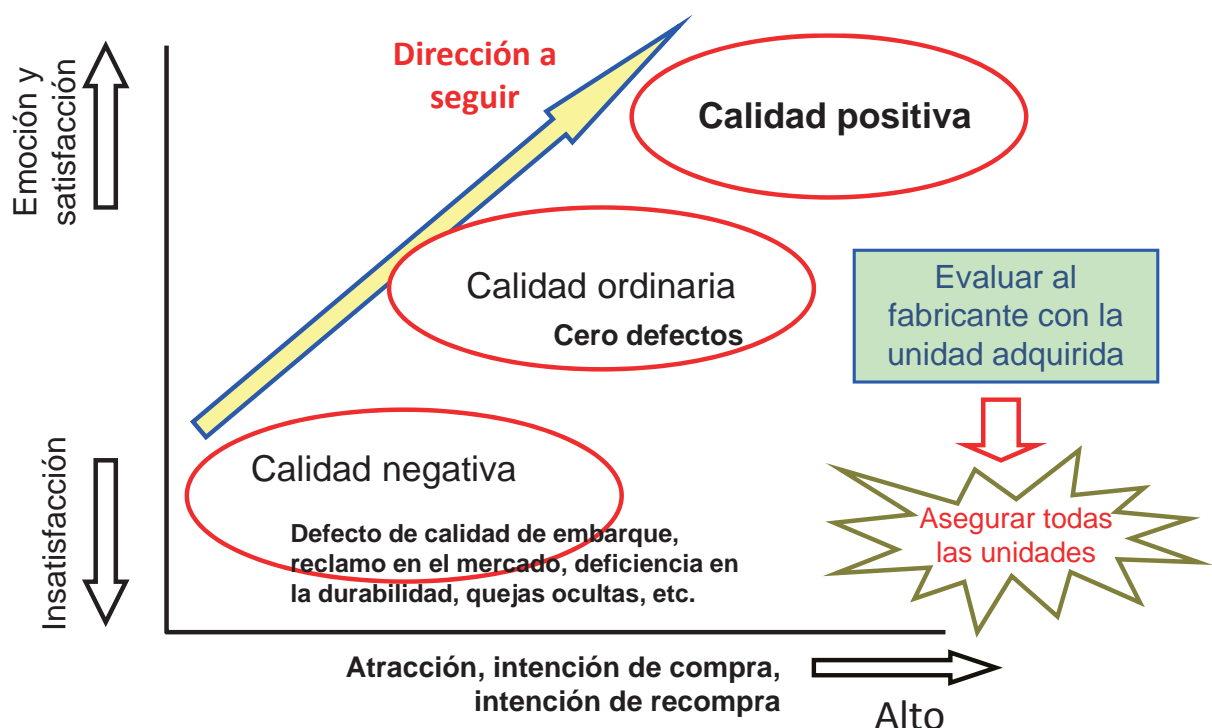 Emoción y
satisfacción
Dirección a
seguir
Calidad positiva
Calidad ordinaria
Cero defectos
Evaluar al
fabricante con la
unidad adquirida
Insatisfacción
Calidad negativa
Defecto de calidad de embarque,
reclamo en el mercado, deficiencia en
la durabilidad, quejas ocultas, etc.
Asegurar todas
las unidades
Atracción, intención de compra,
intención de recompra
Alto